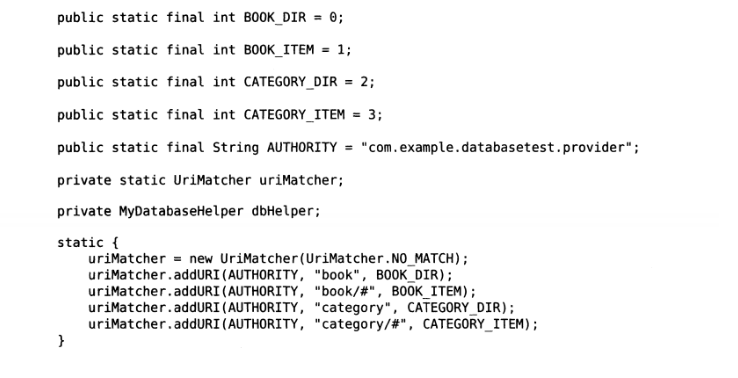 public static final int BOOK_DIR = 0;
public static final int BOOK_ITEM = 1;
public static final int CATEGORY_DIR = 2;
public static final int CATEGORY_ITEM = 3;
public static final String AUTHORITY = "com.example.databasetest.provider";
private static UriMatcher uriMatcher;
private MyDatabaseHelper dbHelper;
static {
    uriMatcher = new UriMatcher(UriMatcher.NO_MATCH);
    uriMatcher.addURI(AUTHORITY, "book", BOOK_DIR);
    uriMatcher.addURI(AUTHORITY, "book/#", BOOK_ITEM);
    uriMatcher.addURI(AUTHORITY, "category", CATEGORY_DIR);
    uriMatcher.addURI(AUTHORITY, "category/#", CATEGORY_ITEM);
}